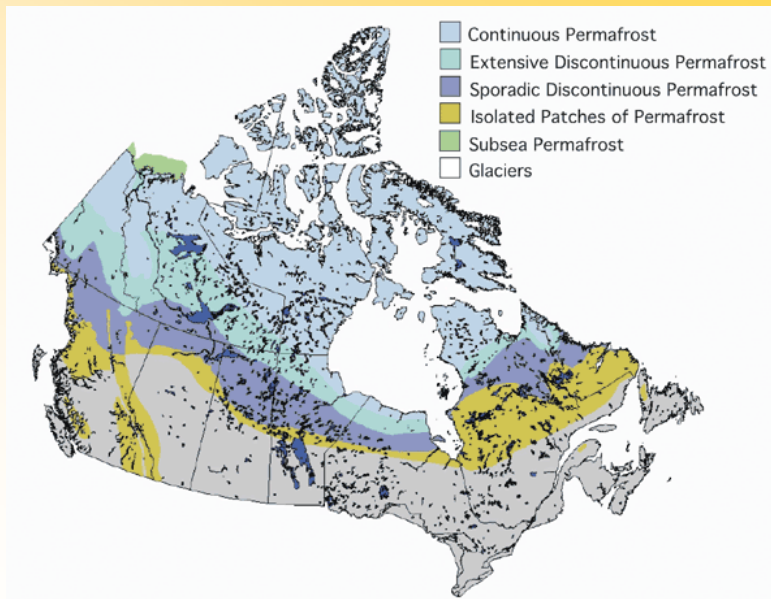 Continuous Permafrost
Extensive Discontinuous Permafrost
Sporadic Discontinuous Permafrost
Isolated Patches of Permafrost
Subsea Permafrost
Glaciers